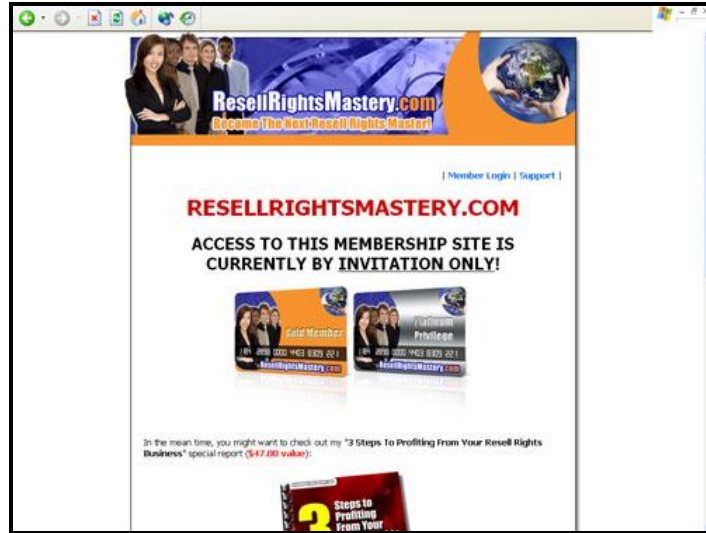 ResellRightsMastery.com
Become The Next Resell Rights Master!
| Member Login | Support |
RESELLRIGHTSMASTERY.COM
ACCESS TO THIS MEMBERSHIP SITE IS
CURRENTLY BY INVITATION ONLY!
Gold Member
Platinum
Privilege
ResellRightsMastery.com
ResellRightsMastery.com
In the mean time, you might want to check out my "3 Steps To Profiting From Your Resell Rights
Business" special report ($47.00 value):
3
Steps to
Profiting
From Your